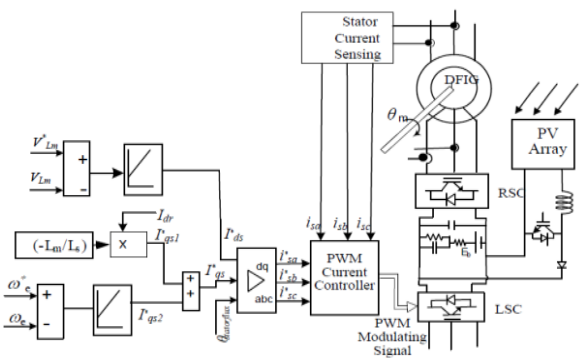 Stator
Current
Sensing
DFIG
θm
PV
Array
RSC
V*Lm
+
VLm
-
Idr
(-Lm/Ls)
X
I*qs1
I*ds
isa
isb
isc
Eb
ω*e
+
ωe
-
I*qs2
+
+
I*qs
dq
abc
i*sa
i*sb
i*sc
PWM
Current
Controller
LSC
PWM
Modulating
Signal
θstatorflux